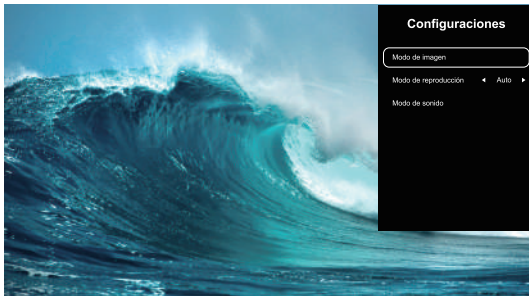 Configuraciones
Modo de imagen
Modo de reproducción ◀ Auto ▶
Modo de sonido